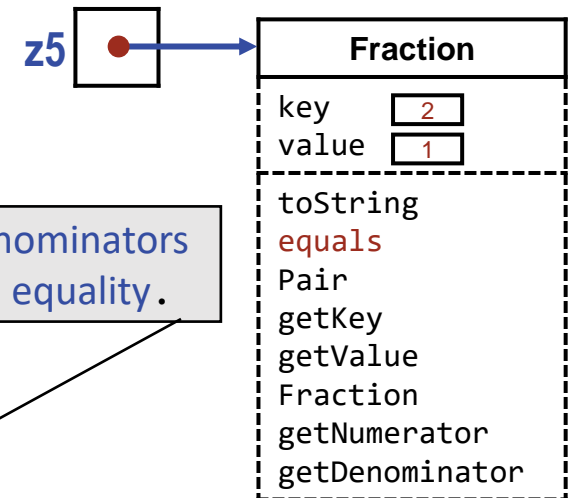 z5
Fraction
key 2
value 1
nominators
equality.
toString
equals
Pair
getKey
getValue
Fraction
getNumerator
getDenominator